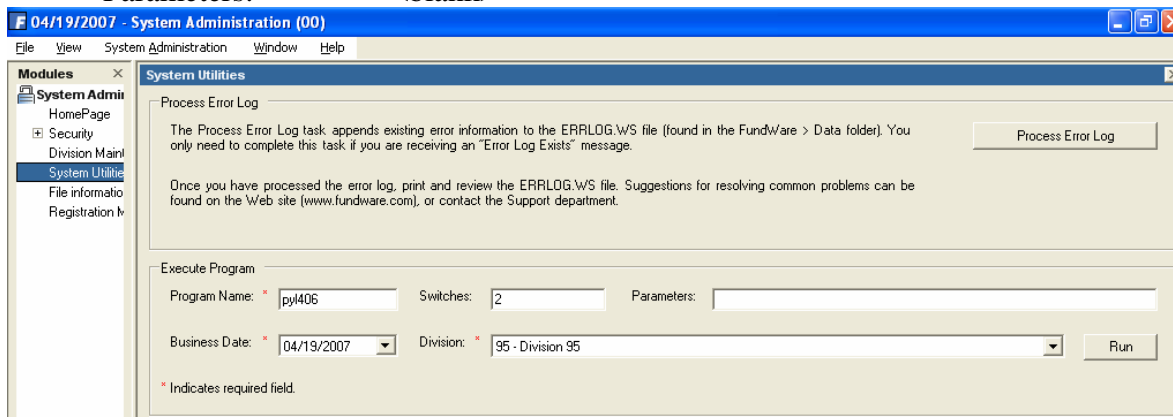 Parameters: <blank>
04/19/2007 - System Administration (00)
File View System Administration Window Help
Modules
System Admin
HomePage
Security
Division Maint
System Utilitie
File informatio
Registration M
System Utilities
Process Error Log
The Process Error Log task appends existing error information to the ERRLOG.WS file (found in the FundWare > Data folder). You
only need to complete this task if you are receiving an "Error Log Exists" message.
Process Error Log
Once you have processed the error log, print and review the ERRLOG.WS file. Suggestions for resolving common problems can be
found on the Web site (www.fundware.com), or contact the Support department.
Execute Program
Program Name: * pyl406 Switches: 2 Parameters:
Business Date: * 04/19/2007 Division: * 95 - Division 95 Run
* Indicates required field.